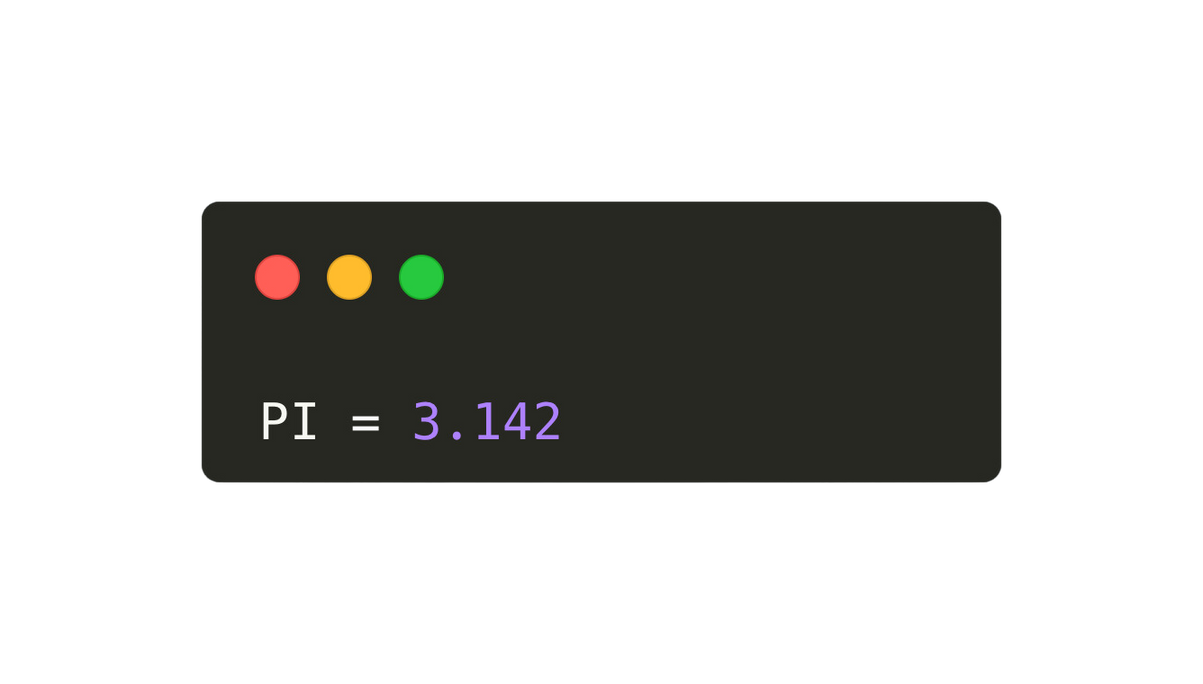 PI = 3.142